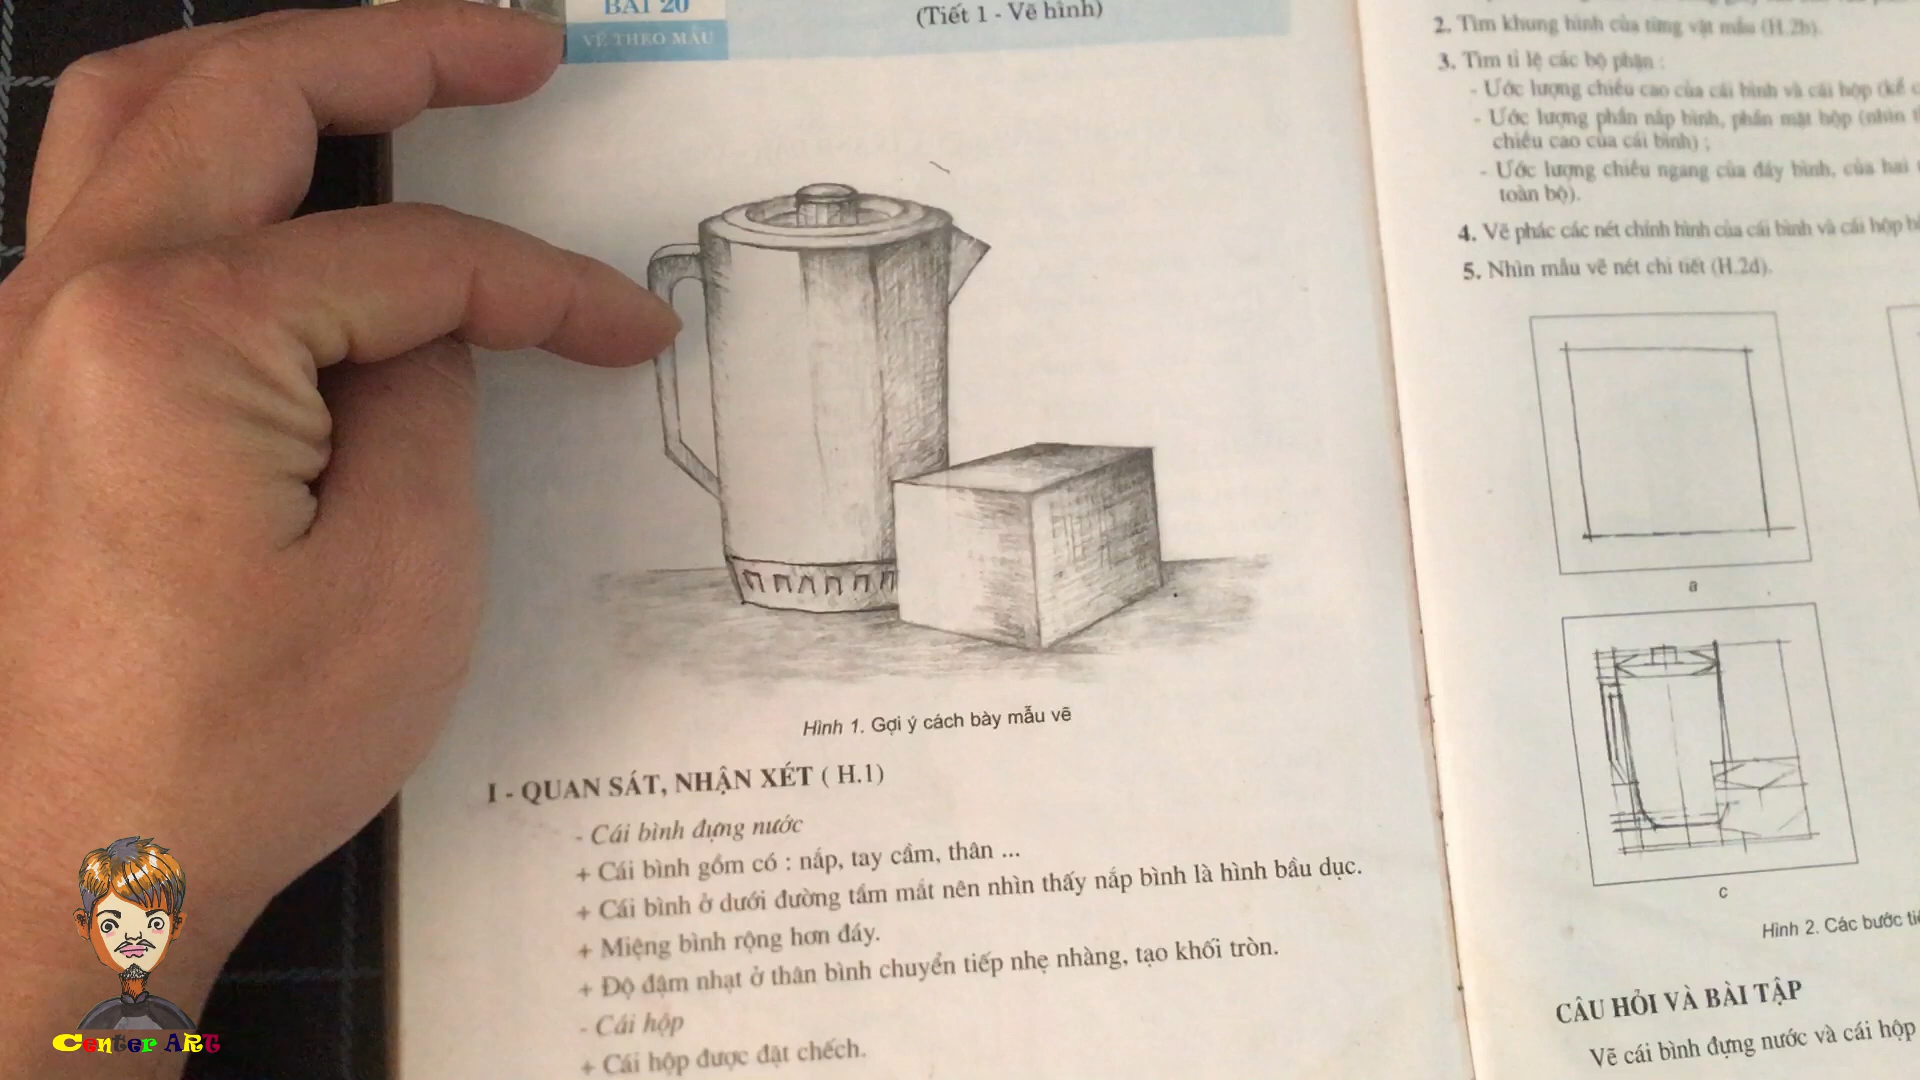 BÀI 20
VẼ THEO MẪU
(Tiết 1 - Vẽ hình)
Hình 1. Gợi ý cách bày mẫu vẽ
I - QUAN SÁT, NHẬN XÉT ( H.1)
- Cái bình đựng nước
+ Cái bình gồm có : nắp, tay cầm, thân ...
+ Cái bình ở dưới đường tầm mắt nên nhìn thấy nắp bình là hình bầu dục.
+ Miệng bình rộng hơn đáy.
+ Độ đậm nhạt ở thân bình chuyển tiếp nhẹ nhàng, tạo khối tròn.
- Cái hộp
+ Cái hộp được đặt chếch.
2. Tìm khung hình của từng vật mẫu (H.2b).
3. Tìm tỉ lệ các bộ phận :
- Ước lượng chiều cao của cái bình và cái hộp (kể
- Ước lượng phần nắp bình, phần mặt hộp (nhìn
chiều cao của cái bình) ;
- Ước lượng chiều ngang của đáy bình, của hai
toàn bộ).
4. Vẽ phác các nét chính hình của cái bình và cái hộp
5. Nhìn mẫu vẽ nét chi tiết (H.2d).
a
c
Hình 2. Các bước
CÂU HỎI VÀ BÀI TẬP
Vẽ cái bình đựng nước và cái hộp
Center ART